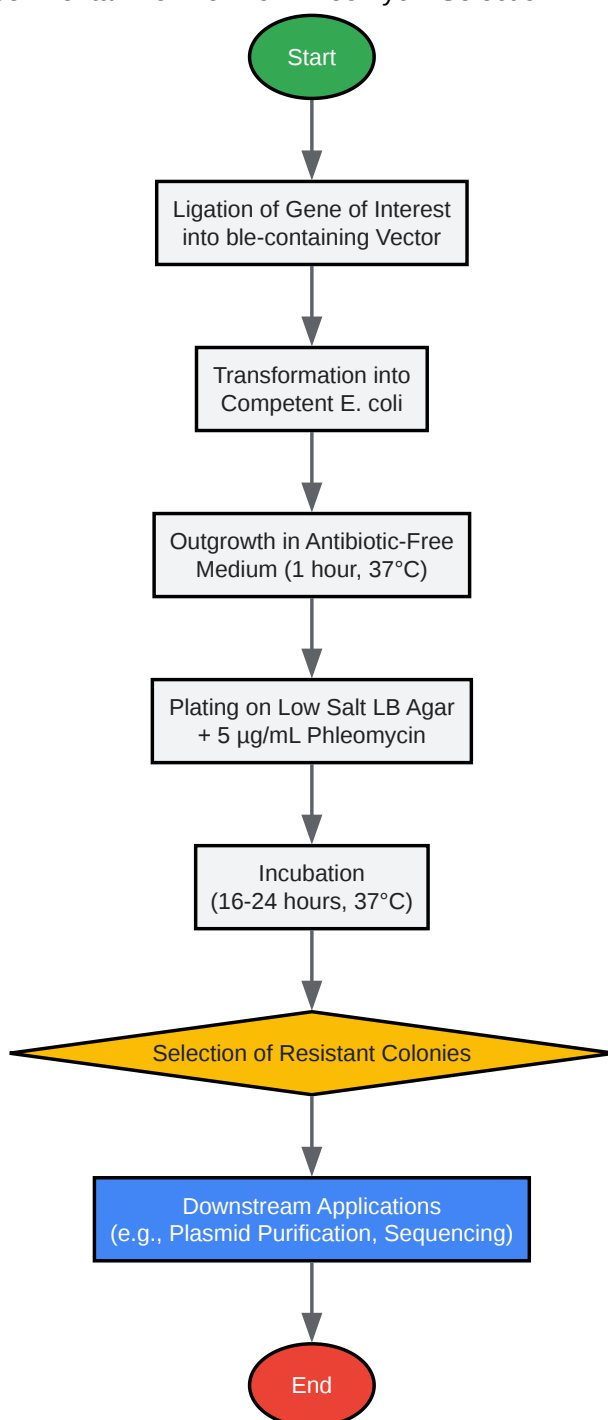 Start
Ligation of Gene of Interest
into ble-containing Vector
Transformation into
Competent E. coli
Outgrowth in Antibiotic-Free
Medium (1 hour, 37°C)
Plating on Low Salt LB Agar
+ 5 µg/mL Phleomycin
Incubation
(16-24 hours, 37°C)
Selection of Resistant Colonies
Downstream Applications
(e.g., Plasmid Purification, Sequencing)
End